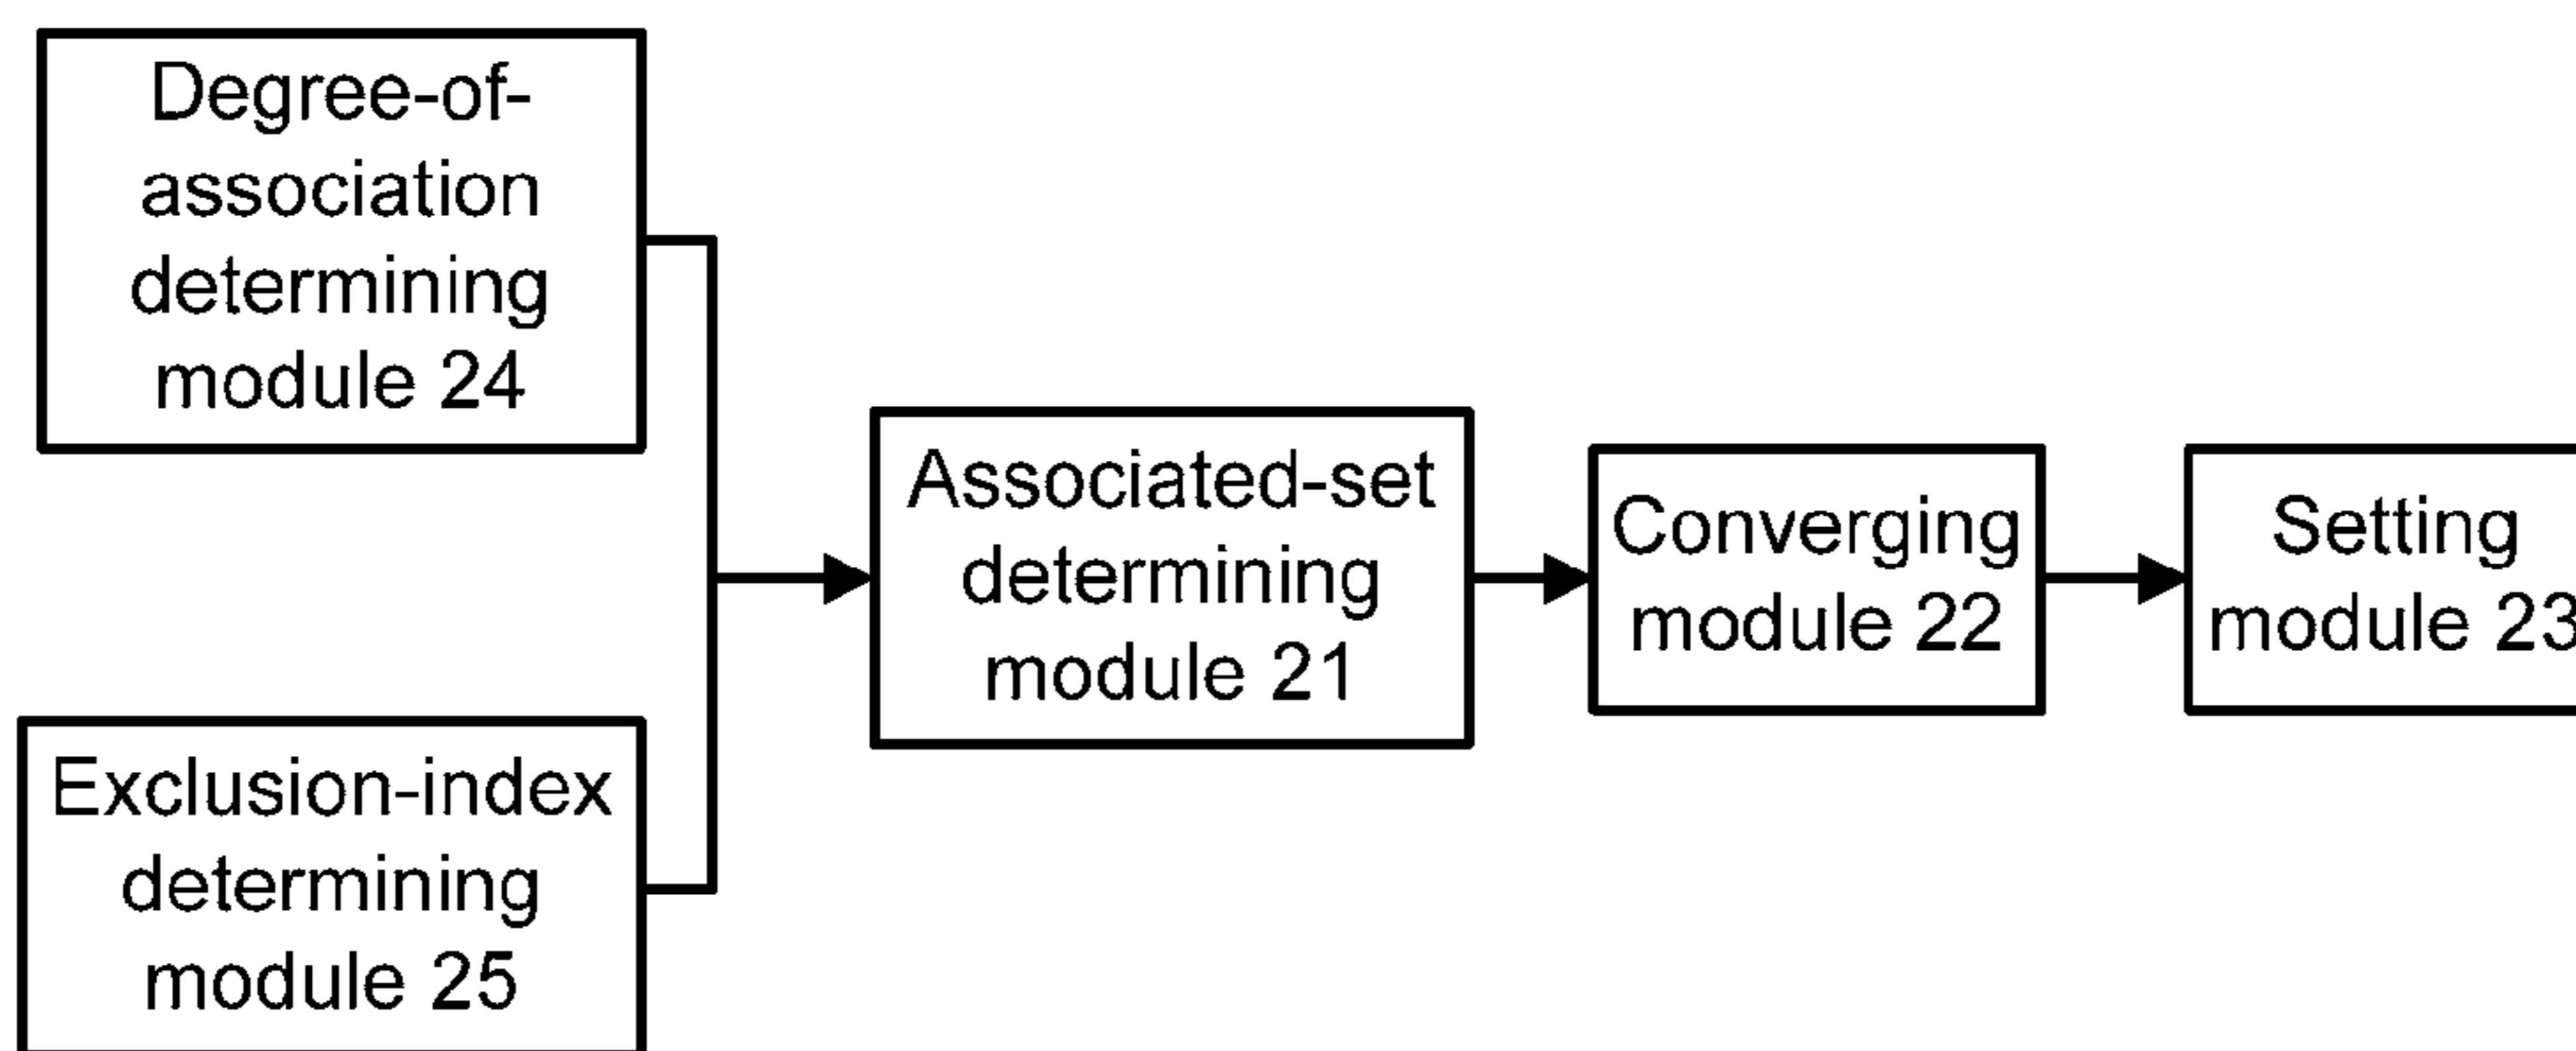 Degree-of-
association
determining
module 24
Exclusion-index
determining
module 25
Associated-set
determining
module 21
Converging
module 22
Setting
module 23